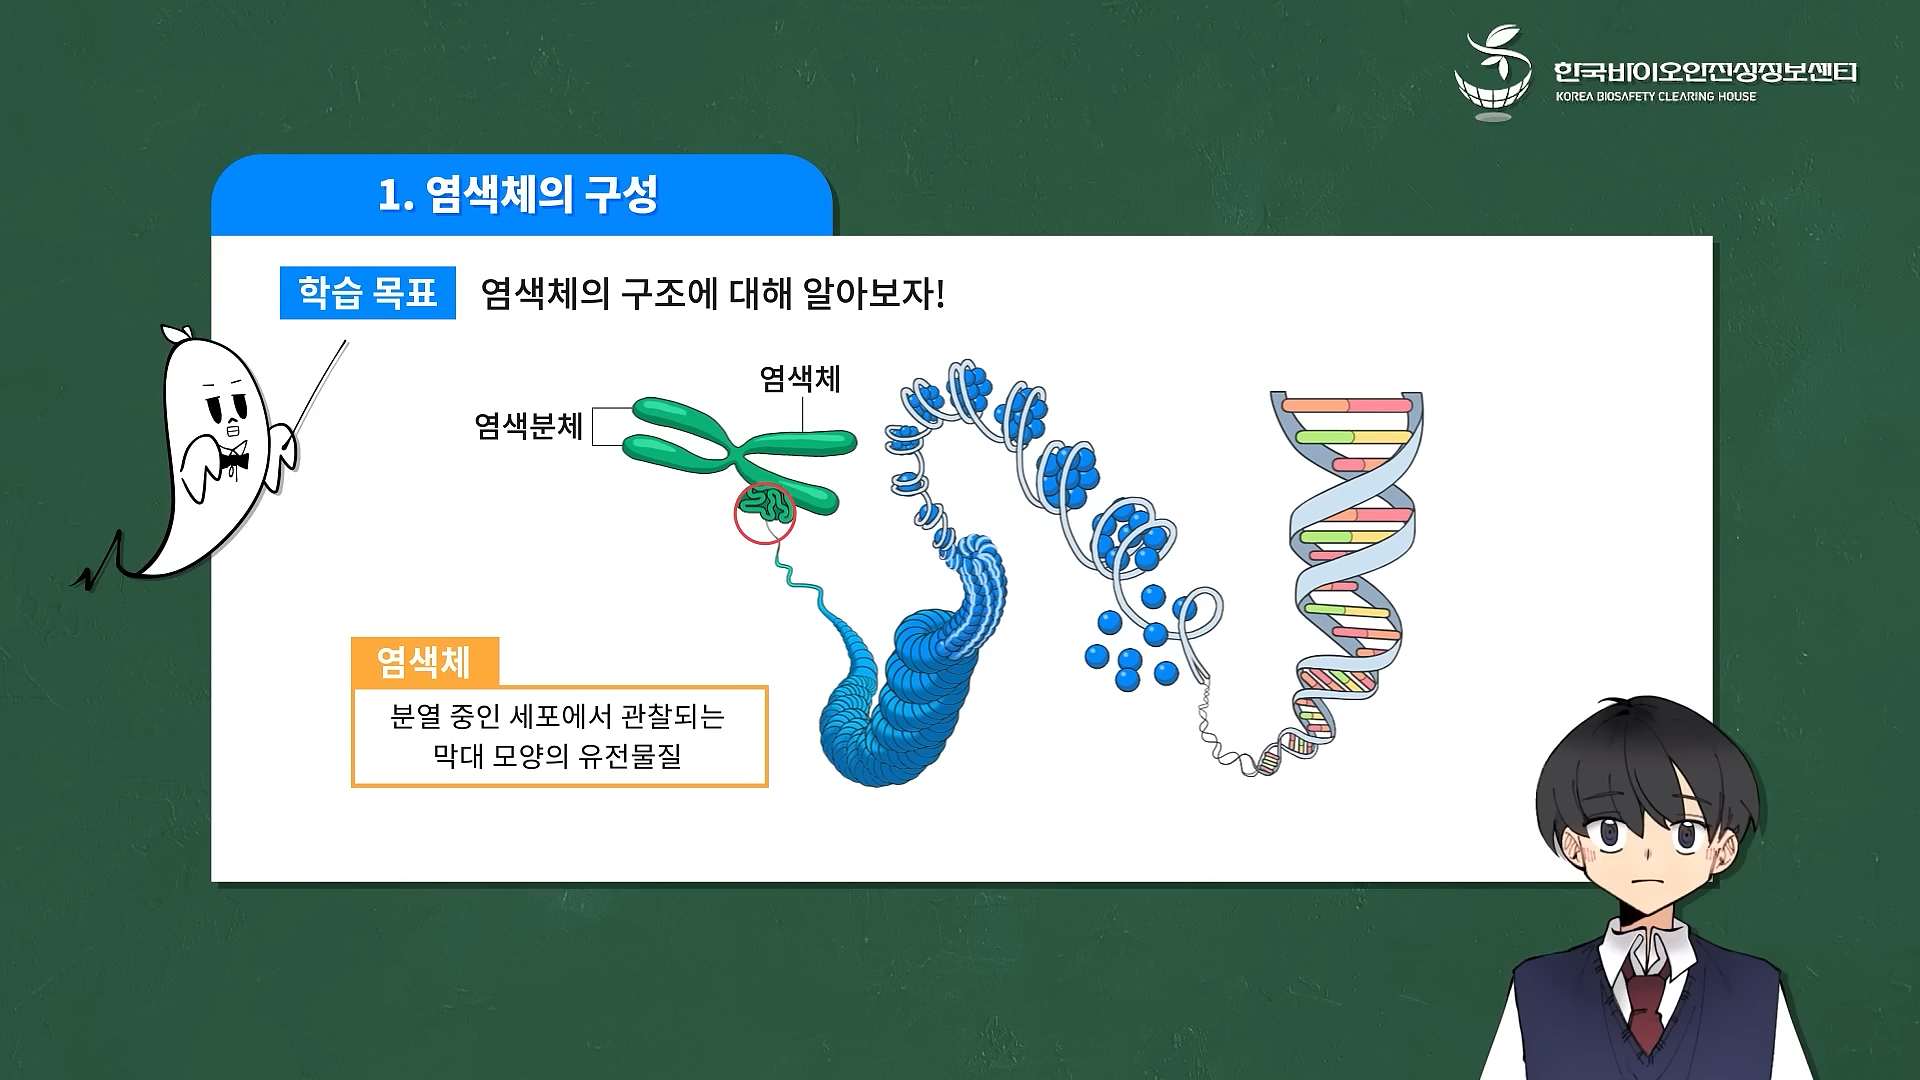 한국바이오안전성정보센터
KOREA BIOSAFETY CLEARING HOUSE
1. 염색체의 구성
학습 목표
염색체의 구조에 대해 알아보자!
염색체
염색분체
염색체
분열 중인 세포에서 관찰되는
막대 모양의 유전물질